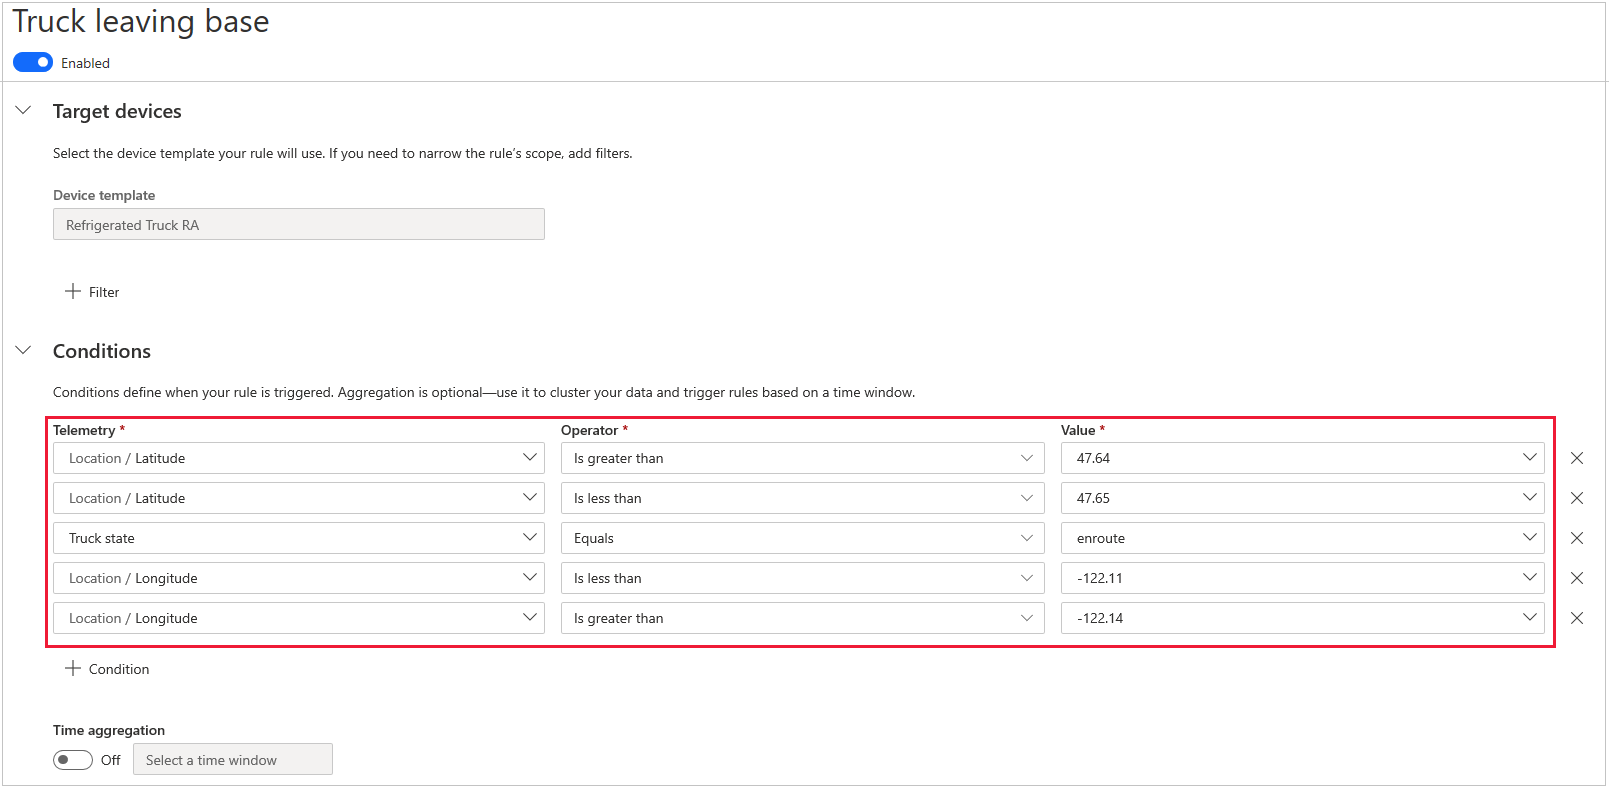 Truck leaving base
Enabled
Target devices
Select the device template your rule will use. If you need to narrow the rule's scope, add filters.
Device template
Refrigerated Truck RA
Filter
Conditions
Conditions define when your rule is triggered. Aggregation is optional—use it to cluster your data and trigger rules based on a time window.
Telemetry * Operator * Value *
Location / Latitude Is greater than 47.64
Location / Latitude Is less than 47.65
Truck state Equals enroute
Location / Longitude Is less than -122.11
Location / Longitude Is greater than -122.14
Condition
Time aggregation
Off Select a time window